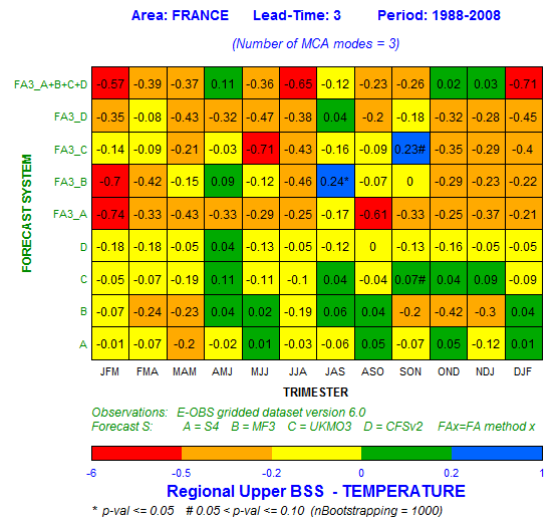 Area: FRANCE Lead-Time: 3 Period: 1988-2008
(Number of MCA modes = 3)
FORECAST SYSTEM
FA3_A+B+C+D -0.57 -0.39 -0.37 0.11 -0.36 -0.65 -0.12 -0.23 -0.26 0.02 0.03 -0.71
FA3_D -0.35 -0.08 -0.43 -0.32 -0.47 -0.38 0.04 -0.2 -0.18 -0.32 -0.28 -0.45
FA3_C -0.14 -0.09 -0.21 -0.03 -0.71 -0.43 -0.16 -0.09 0.23# -0.35 -0.29 -0.4
FA3_B -0.7 -0.42 -0.15 0.09 -0.12 -0.46 0.24* -0.07 0 -0.29 -0.23 -0.22
FA3_A -0.74 -0.33 -0.43 -0.33 -0.29 -0.25 -0.17 -0.61 -0.33 -0.25 -0.37 -0.21
D -0.18 -0.18 -0.05 0.04 -0.13 -0.05 -0.12 0 -0.13 -0.16 -0.05 -0.05
C -0.05 -0.07 -0.19 0.11 -0.11 -0.1 0.04 -0.04 0.07# 0.04 0.09 -0.09
B -0.07 -0.24 -0.23 0.04 0.02 -0.19 0.06 0.04 -0.2 -0.42 -0.3 0.04
A -0.01 -0.07 -0.2 -0.02 0.01 -0.03 -0.06 0.05 -0.07 0.05 -0.12 0.01
JFM FMA MAM AMJ MJJ JJA JAS ASO SON OND NDJ DJF
TRIMESTER
Observations: E-OBS gridded dataset version 6.0
Forecast S: A = S4 B = MF3 C = UKMO3 D = CFSv2 FAx=FA method x
-6 -0.5 -0.2 0 0.2 1
Regional Upper BSS - TEMPERATURE
* p-val <= 0.05 # 0.05 < p-val <= 0.10 (nBootstrapping = 1000)